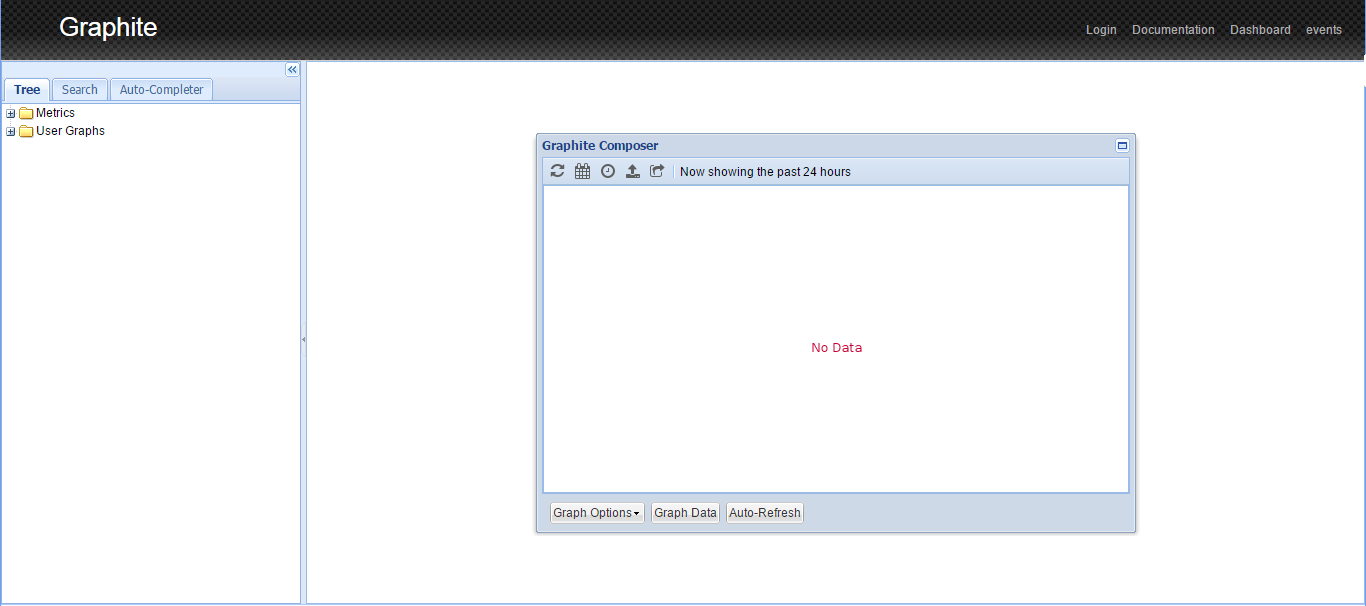 Graphite
Login Documentation Dashboard events
Tree Search Auto-Completer
Metrics
User Graphs
Graphite Composer
Now showing the past 24 hours
No Data
Graph Options Graph Data Auto-Refresh